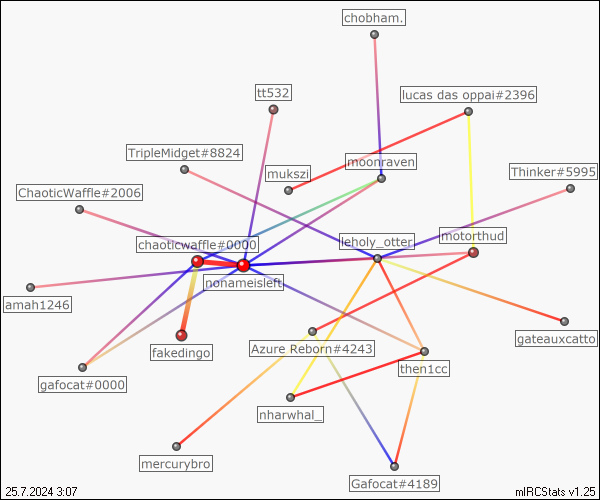 chobham.
tt532
lucas das oppai#2396
TripleMidget#8824
moonraven
mukszi
Thinker#5995
ChaoticWaffle#2006
chaoticwaffle#0000
leholy_otter
motorthud
nonameisleft
amah1246
gateauxcatto
fakedingo
Azure Reborn#4243
then1cc
gafocat#0000
nharwhal_
mercurybro
Gafocat#4189
25.7.2024 3:07
mIRCStats v1.25